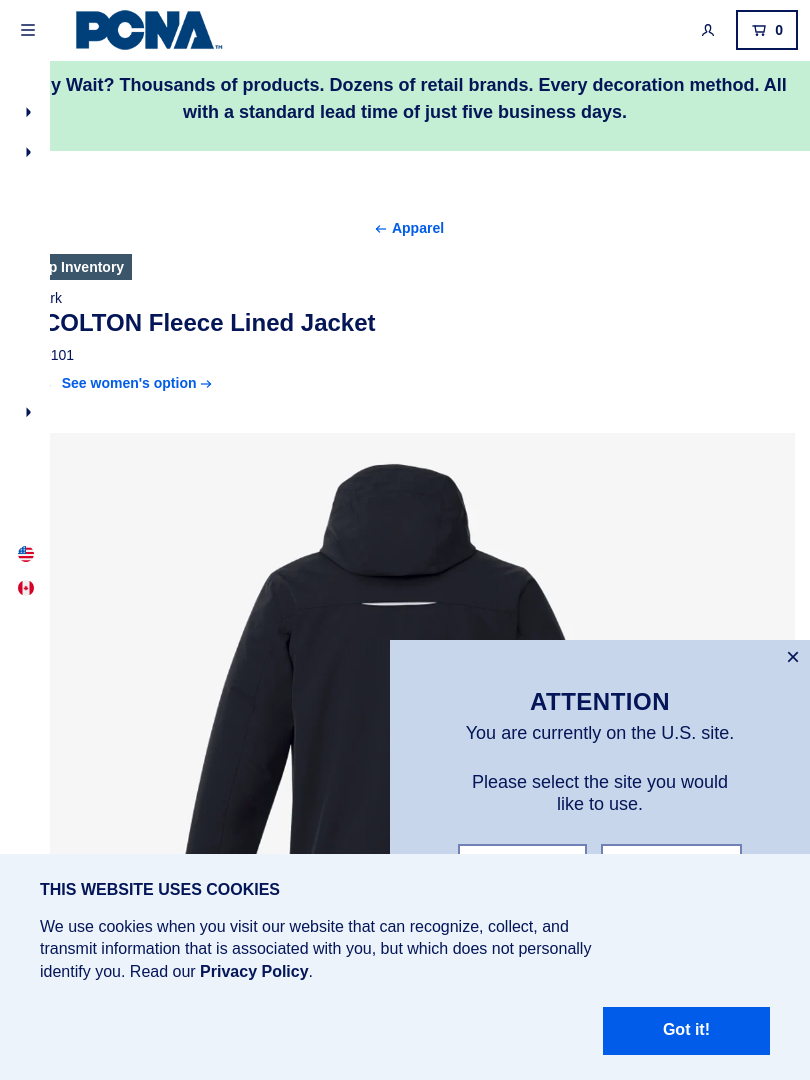 PCNA
TM
0
y Wait? Thousands of products. Dozens of retail brands. Every decoration method. All
with a standard lead time of just five business days.
← Apparel
p Inventory
rk
COLTON Fleece Lined Jacket
101
See women's option →
ATTENTION
You are currently on the U.S. site.
Please select the site you would
like to use.
THIS WEBSITE USES COOKIES
We use cookies when you visit our website that can recognize, collect, and
transmit information that is associated with you, but which does not personally
identify you. Read our Privacy Policy.
Got it!